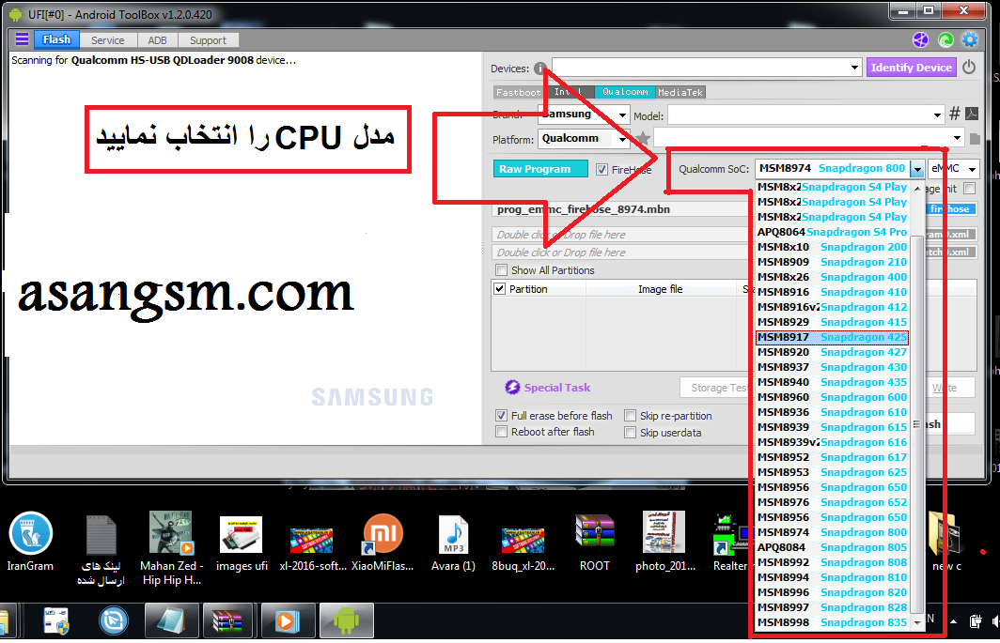 UFI[#0] - Android ToolBox v1.2.0.420
Flash Service ADB Support
Scanning for Qualcomm HS-USB QDLoader 9008 device...
مدل CPU را انتخاب نمایید
asangsm.com
SAMSUNG
Devices:
Identify Device
Fastboot Intel Qualcomm MediaTek
Brand: Samsung Model:
#
Platform: Qualcomm
Raw Program FireHose Qualcomm SoC: MSM8974 Snapdragon 800 eMMC
prog_emmc_firehose_8974.mbn
firehose
Double click or Drop file here
Double click or Drop file here
Show All Partitions
Partition Image file
Special Task
Storage Test
Write
Full erase before flash Skip re-partition
Reboot after flash Skip userdata
MSM8x2 Snapdragon S4 Play
MSM8x2 Snapdragon S4 Play
MSM8x2 Snapdragon S4 Play
APQ8064 Snapdragon S4 Pro
MSM8x10 Snapdragon 200
MSM8909 Snapdragon 210
MSM8x26 Snapdragon 400
MSM8916 Snapdragon 410
MSM8916v2 Snapdragon 412
MSM8929 Snapdragon 415
MSM8917 Snapdragon 425
MSM8920 Snapdragon 427
MSM8937 Snapdragon 430
MSM8940 Snapdragon 435
MSM8960 Snapdragon 600
MSM8936 Snapdragon 610
MSM8939 Snapdragon 615
MSM8939v2 Snapdragon 616
MSM8952 Snapdragon 617
MSM8953 Snapdragon 625
MSM8956 Snapdragon 650
MSM8976 Snapdragon 652
MSM8956 Snapdragon 650
MSM8974 Snapdragon 800
APQ8084 Snapdragon 805
MSM8992 Snapdragon 808
MSM8994 Snapdragon 810
MSM8996 Snapdragon 820
MSM8997 Snapdragon 828
MSM8998 Snapdragon 835
IranGram
لینک های
ارسال شده
Mahan Zed -
Hip Hip H...
images ufi
xl-2016-soft...
mi
XiaoMiFlas...
MP3
Avara (1)
8buq_xl-20...
ROOT
photo_201...
Realter
new c